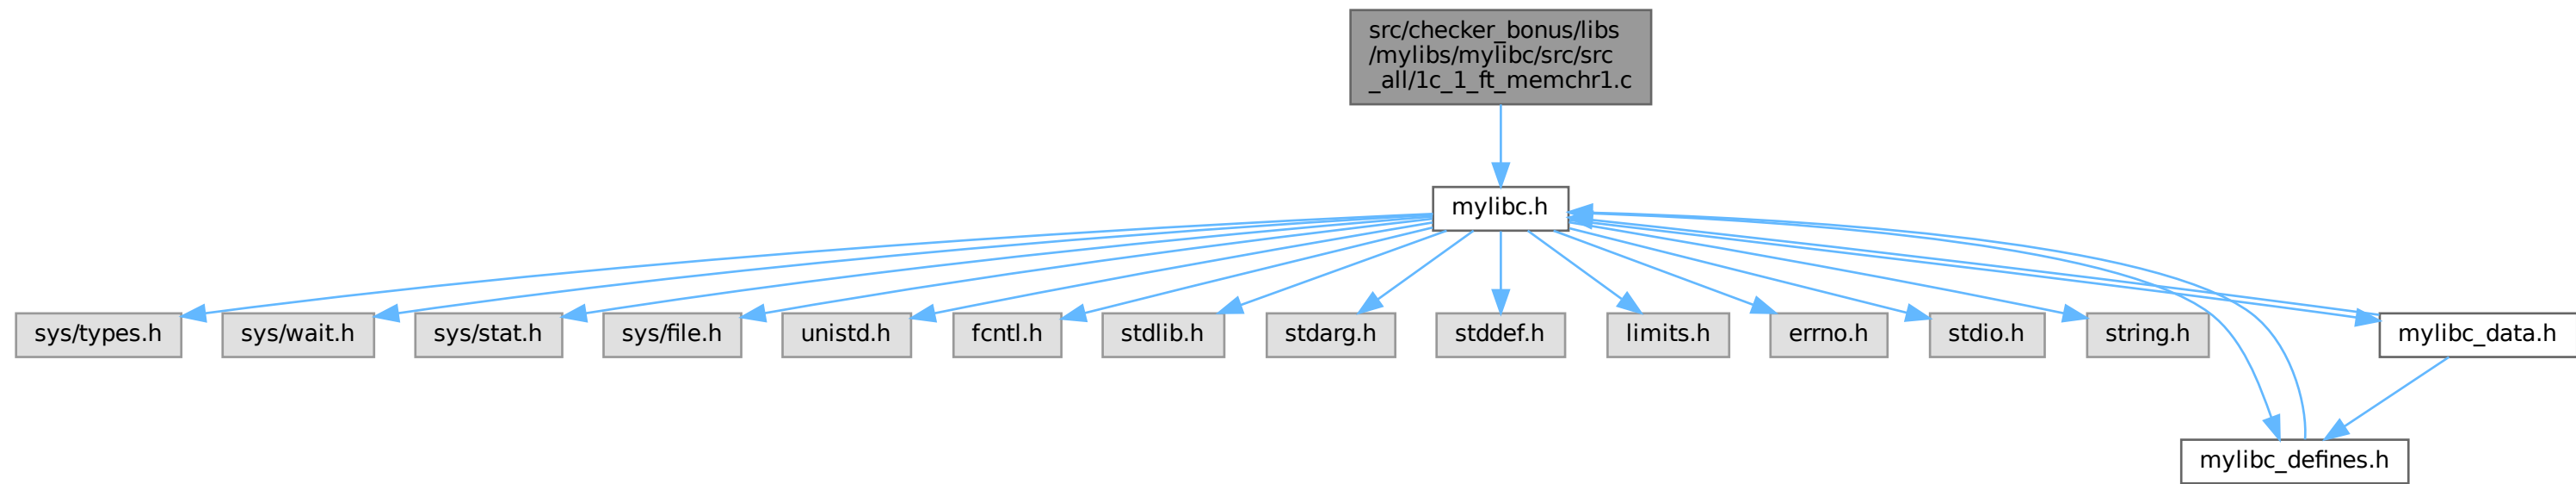 src/checker_bonus/libs
/mylibs/mylibc/src/src
_all/1c_1_ft_memchr1.c
mylibc.h
sys/types.h
sys/wait.h
sys/stat.h
sys/file.h
unistd.h
fcntl.h
stdlib.h
stdarg.h
stddef.h
limits.h
errno.h
stdio.h
string.h
mylibc_data.h
mylibc_defines.h